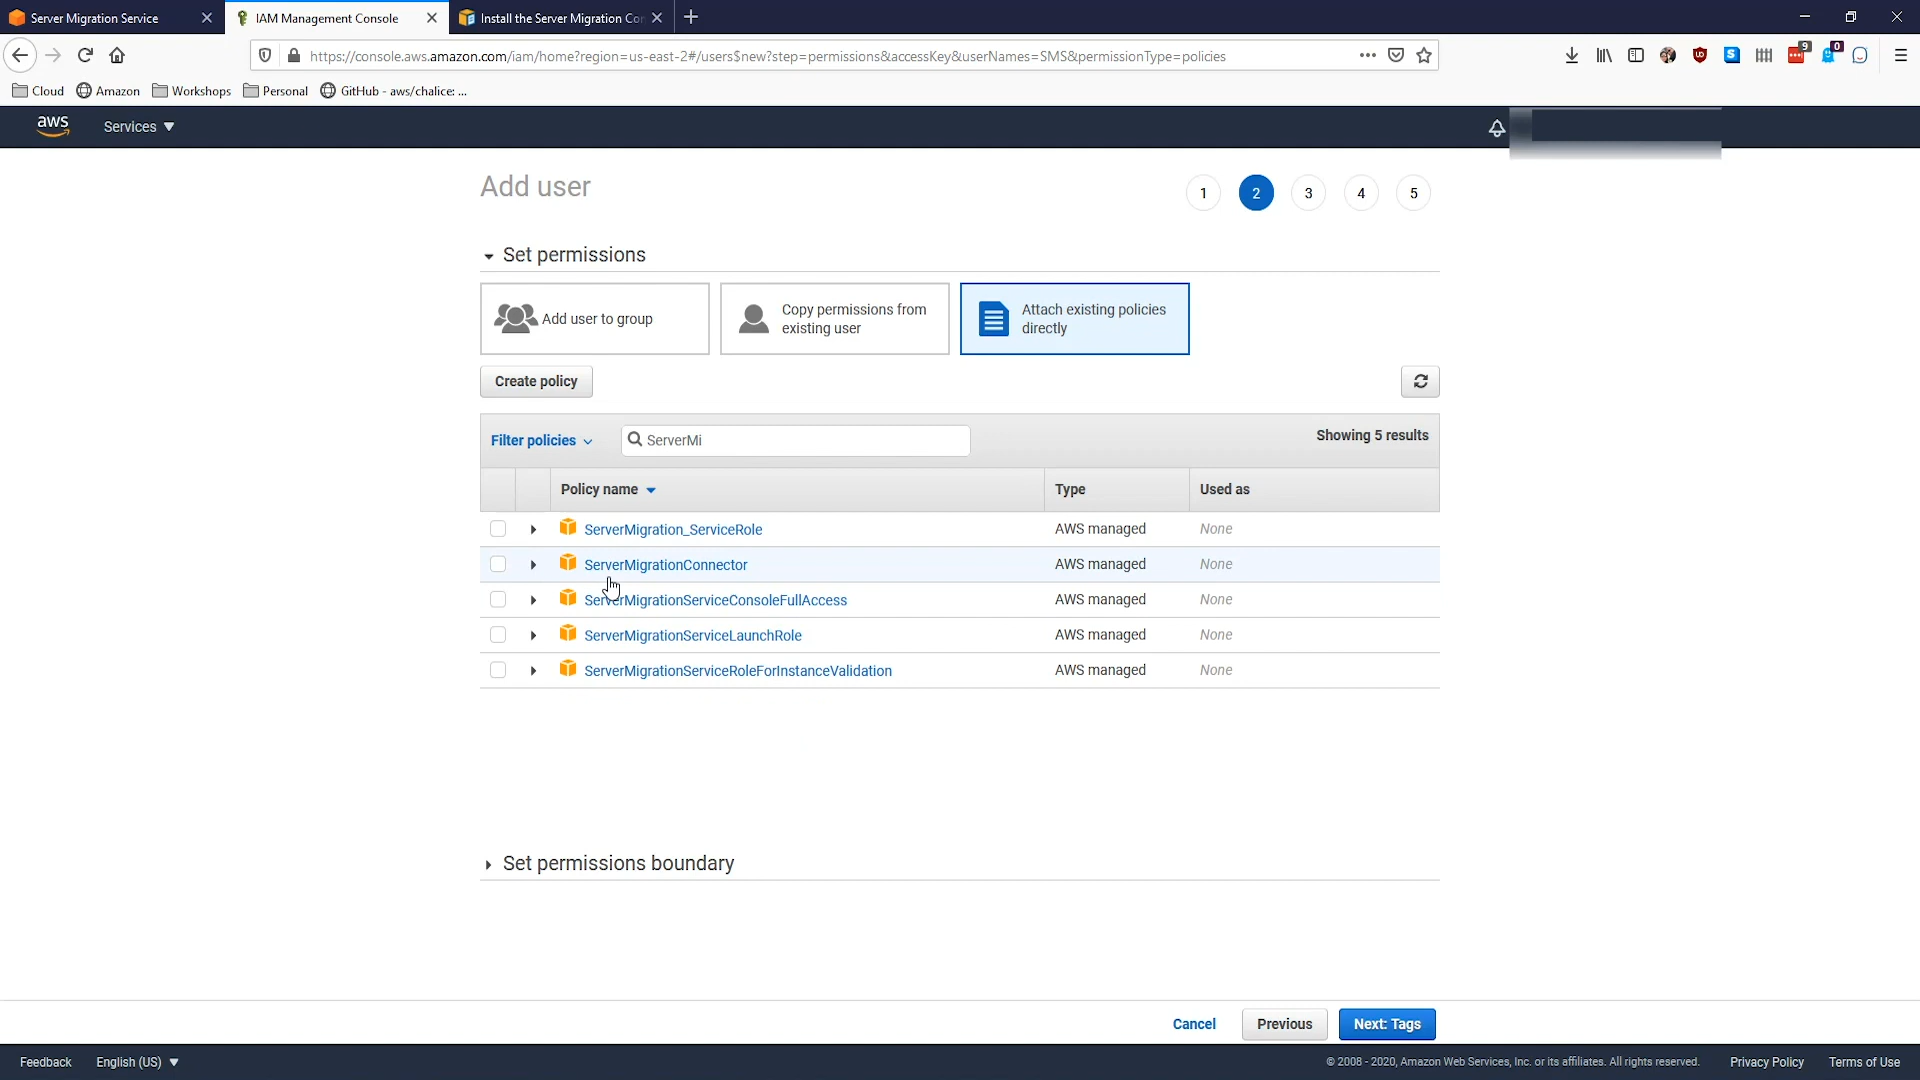 Server Migration Service
IAM Management Console
Install the Server Migration Co
https://console.aws.amazon.com/iam/home?region=us-east-2#/users$new?step=permissions&accessKey&userNames=SMS&permissionType=policies
9
0
Cloud
Amazon
Workshops
Personal
GitHub - aws/chalice: ...
aws
Services
Add user
1
2
3
4
5
Set permissions
Add user to group
Copy permissions from
existing user
Attach existing policies
directly
Create policy
Filter policies
ServerMi
Showing 5 results
Policy name
Type
Used as
ServerMigration_ServiceRole
AWS managed
None
ServerMigrationConnector
AWS managed
None
ServerMigrationServiceConsoleFullAccess
AWS managed
None
ServerMigrationServiceLaunchRole
AWS managed
None
ServerMigrationServiceRoleForInstanceValidation
AWS managed
None
Set permissions boundary
Cancel
Previous
Next: Tags
Feedback
English (US)
© 2008 - 2020, Amazon Web Services, Inc. or its affiliates. All rights reserved.
Privacy Policy
Terms of Use